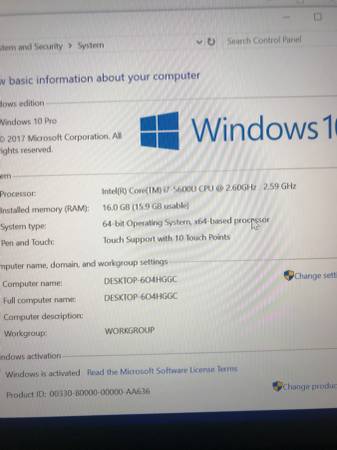 stem and Security > System
Search Control Panel
w basic information about your computer
dows edition
Windows 10 Pro
© 2017 Microsoft Corporation. All
rights reserved.
Windows 10
em
Processor: Intel(R) Core(TM) i7-5600U CPU @ 2.60GHz 2.59 GHz
Installed memory (RAM): 16.0 GB (15.9 GB usable)
System type: 64-bit Operating System, x64-based processor
Pen and Touch: Touch Support with 10 Touch Points
mputer name, domain, and workgroup settings
Computer name: DESKTOP-6O4HGGC
Change sett
Full computer name: DESKTOP-6O4HGGC
Computer description:
Workgroup: WORKGROUP
indows activation
Windows is activated Read the Microsoft Software License Terms
Product ID: 00330-80000-00000-AA636
Change produc